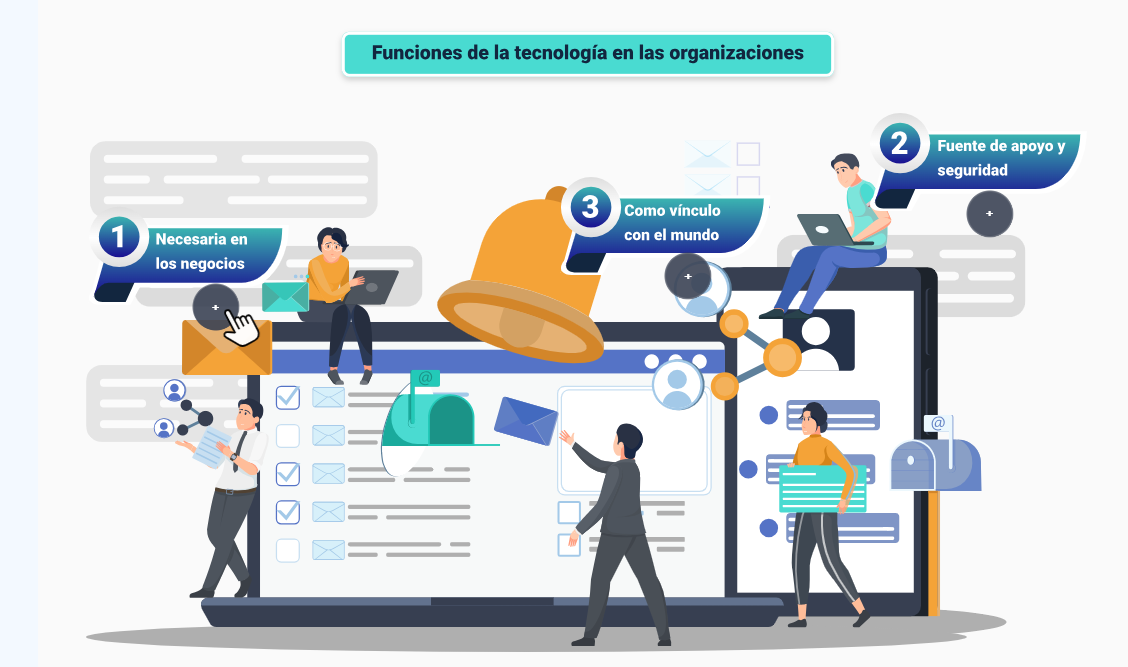 Funciones de la tecnología en las organizaciones
1
Necesaria en
los negocios
+
2
Fuente de apoyo y
seguridad
+
3
Como vínculo
con el mundo
+
@
@